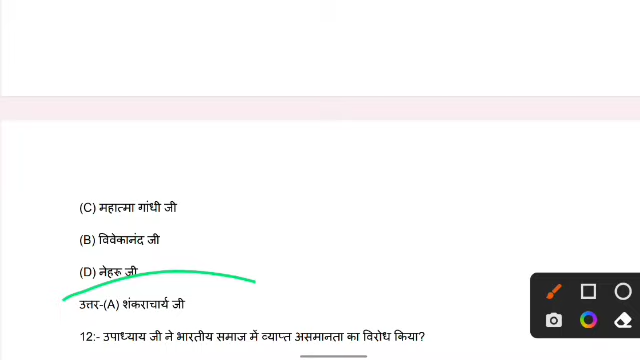 (C) महात्मा गांधी जी
(B) विवेकानंद जी
(D) नेहरू जी
उत्तर-(A) शंकराचार्य जी
12:- उपाध्याय जी ने भारतीय समाज में व्याप्त असमानता का विरोध किया?